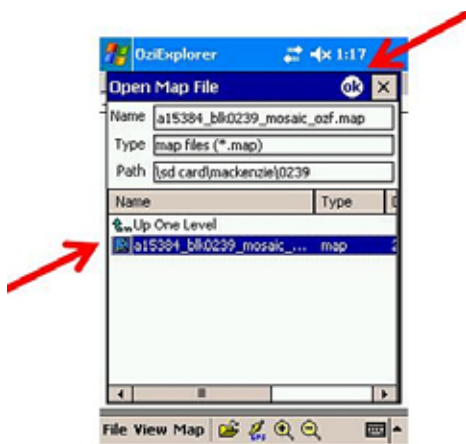 OziExplorer 1:17
Open Map File ok
Name a15384_blk0239_mosaic_ozf.map
Type map files (*.map)
Path \sd card\mackenzie\0239
Name Type
Up One Level
a15384_blk0239_mosaic_... map
File View Map GPS